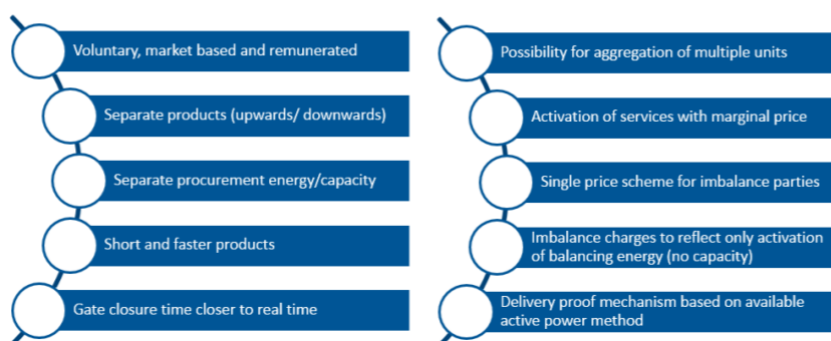 Voluntary, market based and remunerated
Separate products (upwards/ downwards)
Separate procurement energy/capacity
Short and faster products
Gate closure time closer to real time
Possibility for aggregation of multiple units
Activation of services with marginal price
Single price scheme for imbalance parties
Imbalance charges to reflect only activation
of balancing energy (no capacity)
Delivery proof mechanism based on available
active power method